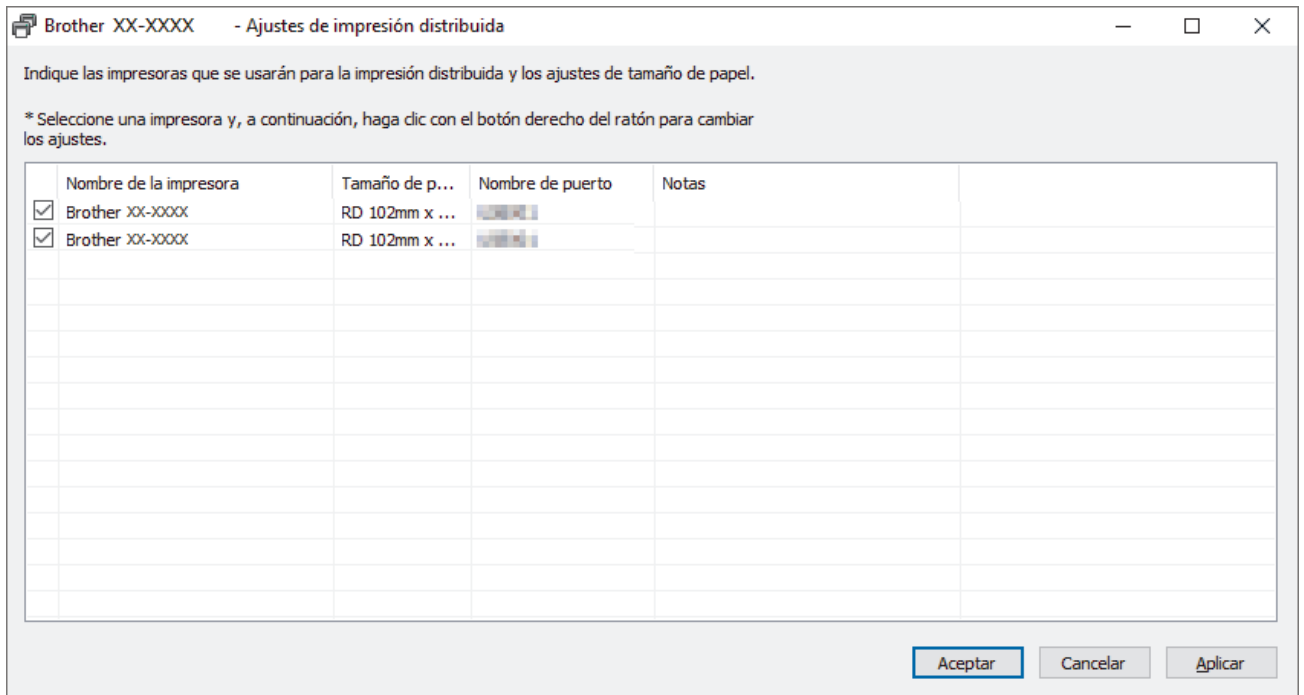 Brother XX-XXXX - Ajustes de impresión distribuida
Indique las impresoras que se usarán para la impresión distribuida y los ajustes de tamaño de papel.
* Seleccione una impresora y, a continuación, haga clic con el botón derecho del ratón para cambiar
los ajustes.
Nombre de la impresora Tamaño de p... Nombre de puerto Notas
Brother XX-XXXX RD 102mm x ...
Brother XX-XXXX RD 102mm x ...
Aceptar Cancelar Aplicar